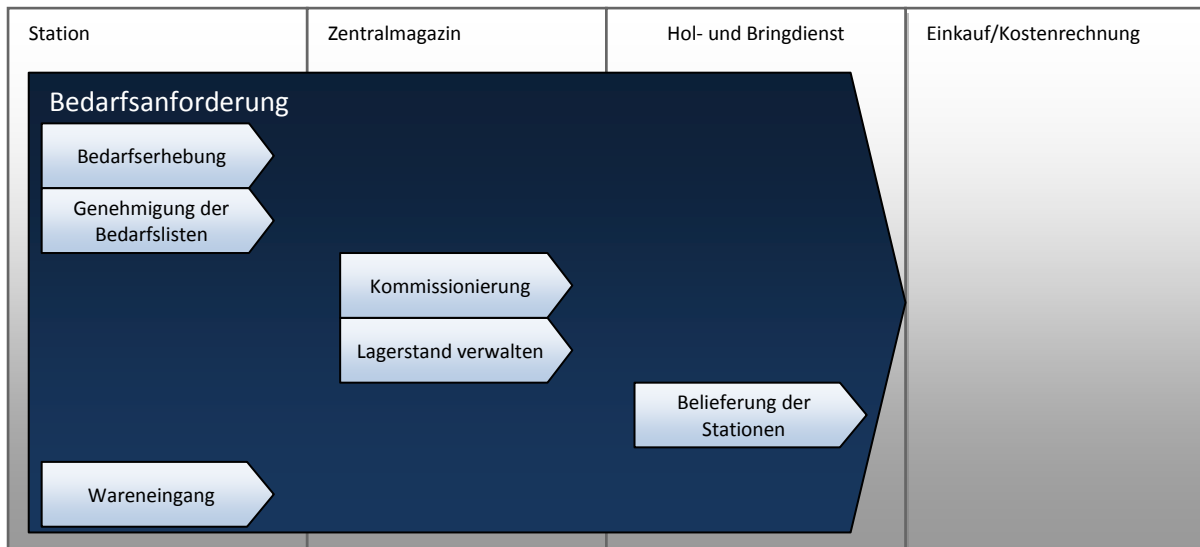 Station
Zentralmagazin
Hol- und Bringdienst
Einkauf/Kostenrechnung
Bedarfsanforderung
Bedarfserhebung
Genehmigung der
Bedarfslisten
Kommissionierung
Lagerstand verwalten
Belieferung der
Stationen
Wareneingang